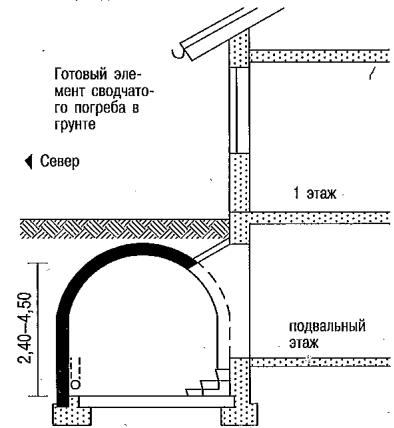 Готовый эле-
мент сводчато-
го погреба в
грунте
Север
1 этаж
2,40–4,50
подвальный
этаж